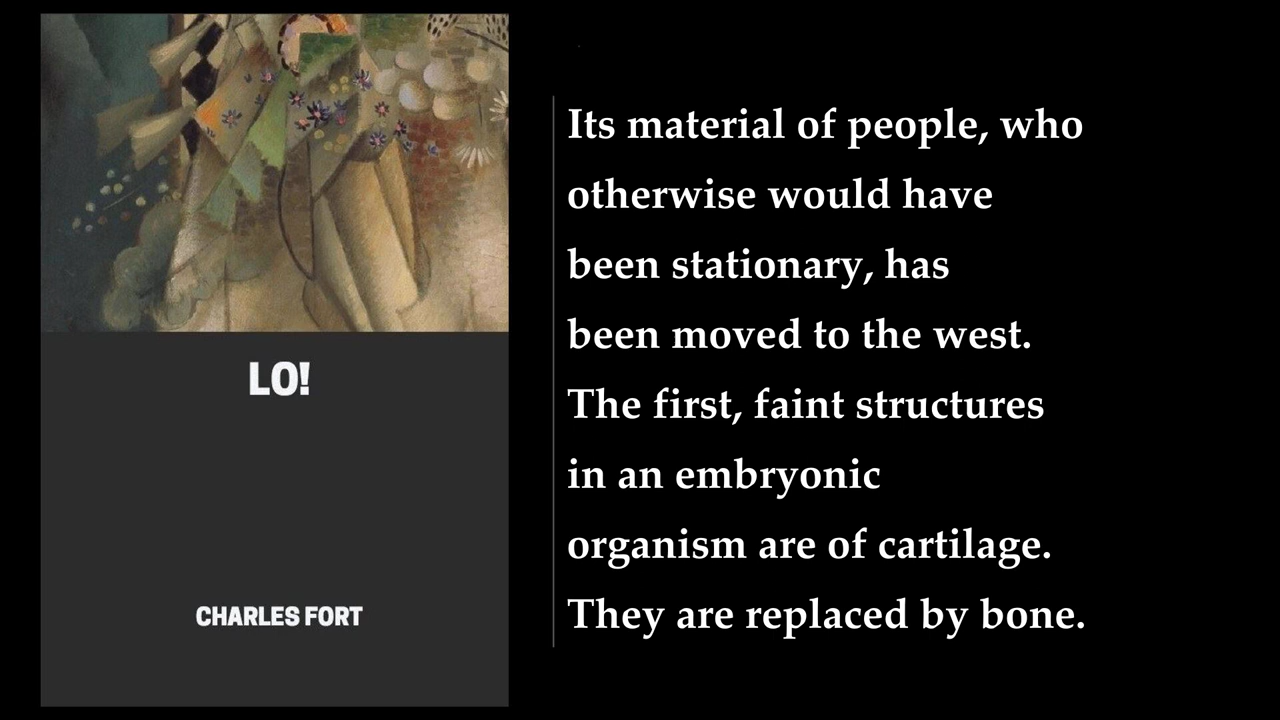 LO!
CHARLES FORT
Its material of people, who
otherwise would have
been stationary, has
been moved to the west.
The first, faint structures
in an embryonic
organism are of cartilage.
They are replaced by bone.